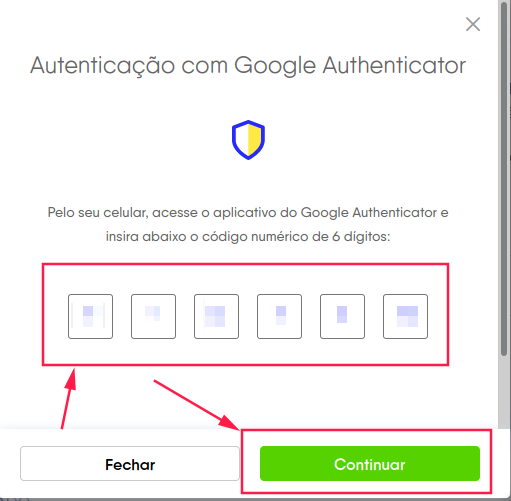 Autenticação com Google Authenticator
Pelo seu celular, acesse o aplicativo do Google Authenticator e
insira abaixo o código numérico de 6 dígitos:
Fechar
Continuar